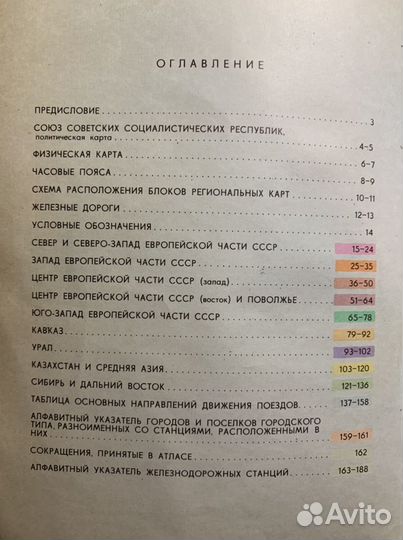 ОГЛАВЛЕНИЕ
ПРЕДИСЛОВИЕ 3
СОЮЗ СОВЕТСКИХ СОЦИАЛИСТИЧЕСКИХ РЕСПУБЛИК,
политическая карта 4–5
ФИЗИЧЕСКАЯ КАРТА 6–7
ЧАСОВЫЕ ПОЯСА 8–9
СХЕМА РАСПОЛОЖЕНИЯ БЛОКОВ РЕГИОНАЛЬНЫХ КАРТ 10–11
ЖЕЛЕЗНЫЕ ДОРОГИ 12–13
УСЛОВНЫЕ ОБОЗНАЧЕНИЯ 14
СЕВЕР И СЕВЕРО-ЗАПАД ЕВРОПЕЙСКОЙ ЧАСТИ СССР 15–24
ЗАПАД ЕВРОПЕЙСКОЙ ЧАСТИ СССР 25–35
ЦЕНТР ЕВРОПЕЙСКОЙ ЧАСТИ СССР (запад) 36–50
ЦЕНТР ЕВРОПЕЙСКОЙ ЧАСТИ СССР (восток) И ПОВОЛЖЬЕ 51–64
ЮГО-ЗАПАД ЕВРОПЕЙСКОЙ ЧАСТИ СССР 65–78
КАВКАЗ 79–92
УРАЛ 93–102
КАЗАХСТАН И СРЕДНЯЯ АЗИЯ 103–120
СИБИРЬ И ДАЛЬНИЙ ВОСТОК 121–136
ТАБЛИЦА ОСНОВНЫХ НАПРАВЛЕНИЙ ДВИЖЕНИЯ ПОЕЗДОВ 137–158
АЛФАВИТНЫЙ УКАЗАТЕЛЬ ГОРОДОВ И ПОСЕЛКОВ ГОРОДСКОГО
ТИПА, РАЗНОИМЕННЫХ СО СТАНЦИЯМИ, РАСПОЛОЖЕННЫМИ В
НИХ 159–161
СОКРАЩЕНИЯ, ПРИНЯТЫЕ В АТЛАСЕ 162
АЛФАВИТНЫЙ УКАЗАТЕЛЬ ЖЕЛЕЗНОДОРОЖНЫХ СТАНЦИЙ 163–188
Avito